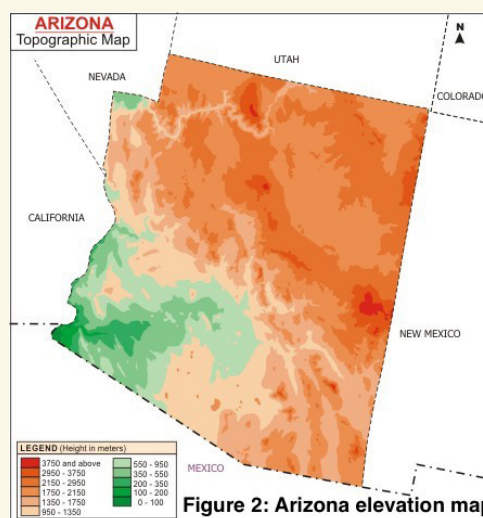 ARIZONA
Topographic Map
N
UTAH
NEVADA
COLORADO
CALIFORNIA
NEW MEXICO
MEXICO
LEGEND (Height in meters)
3750 and above
2950 - 3750
2150 - 2950
1750 - 2150
1350 - 1750
950 - 1350
550 - 950
350 - 550
200 - 350
100 - 200
0 - 100
Figure 2: Arizona elevation map